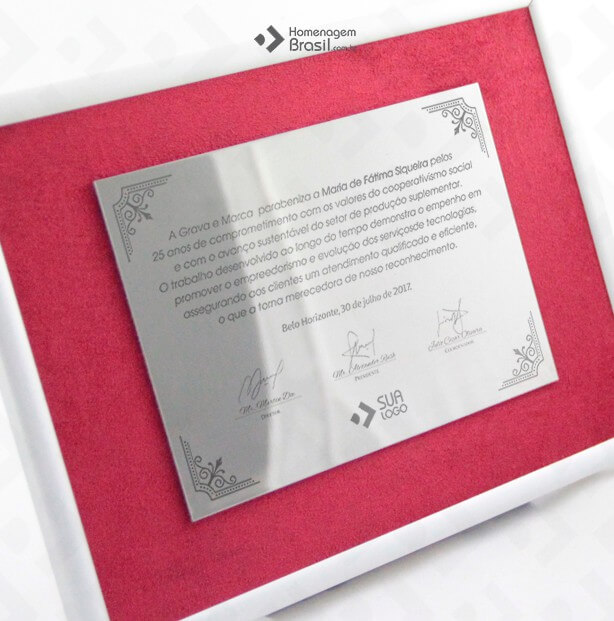 Homenagem
Brasil.com.br
A Grava e Marca parabeniza a Maria de Fátima Siqueira pelos
25 anos de comprometimento com os valores do cooperativismo social
e com o avanço sustentável do setor de produção suplementar.
O trabalho desenvolvido ao longo do tempo demonstra o empenho em
promover o empreedorismo e evolução dos serviçosde tecnologias,
assegurando aos clientes um atendimento qualificado e eficiente,
o que a torna merecedora de nosso reconhecimento.
Belo Horizonte, 30 de julho de 2012
Diretor
Presidente
SUA
LOGO